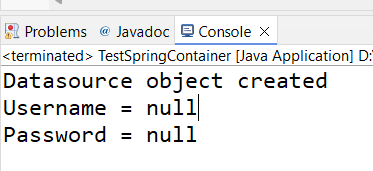 Problems @ Javadoc Console
<terminated> TestSpringContainer [Java Application] D:
Datasource object created
Username = null
Password = null